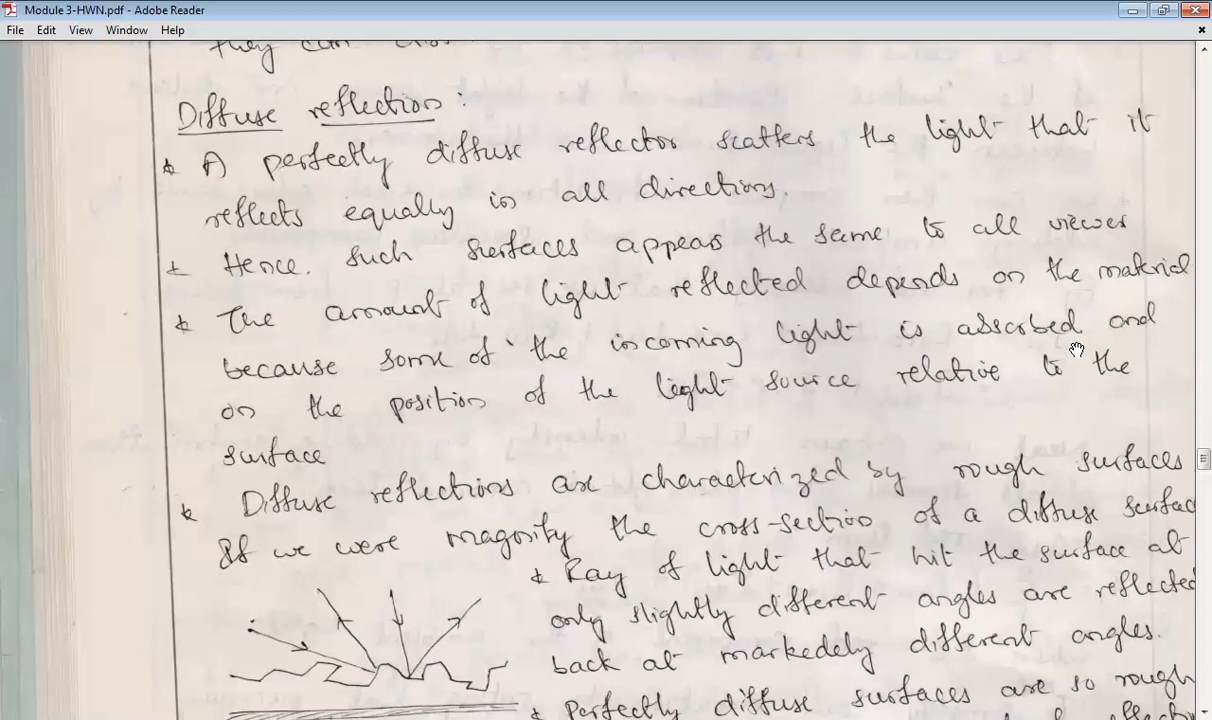 Module 3-HWN.pdf - Adobe Reader
File Edit View Window Help
they can
Diffuse reflection:
* A perfectly diffuse reflector scatters the light that it
reflects equally in all directions.
* Hence, such surfaces appears the same to all viewer
* The amount of light reflected depends on the material
because some of the incoming light is absorbed and
on the position of the light source relative to the
surface
* Diffuse reflections are characterized by rough surfaces
If we were magnify the cross-section of a diffuse surfac
* Ray of light that hit the surface at
only slightly different angles are reflected
back at markedely different angles.
* Perfectly diffuse surfaces are so rough